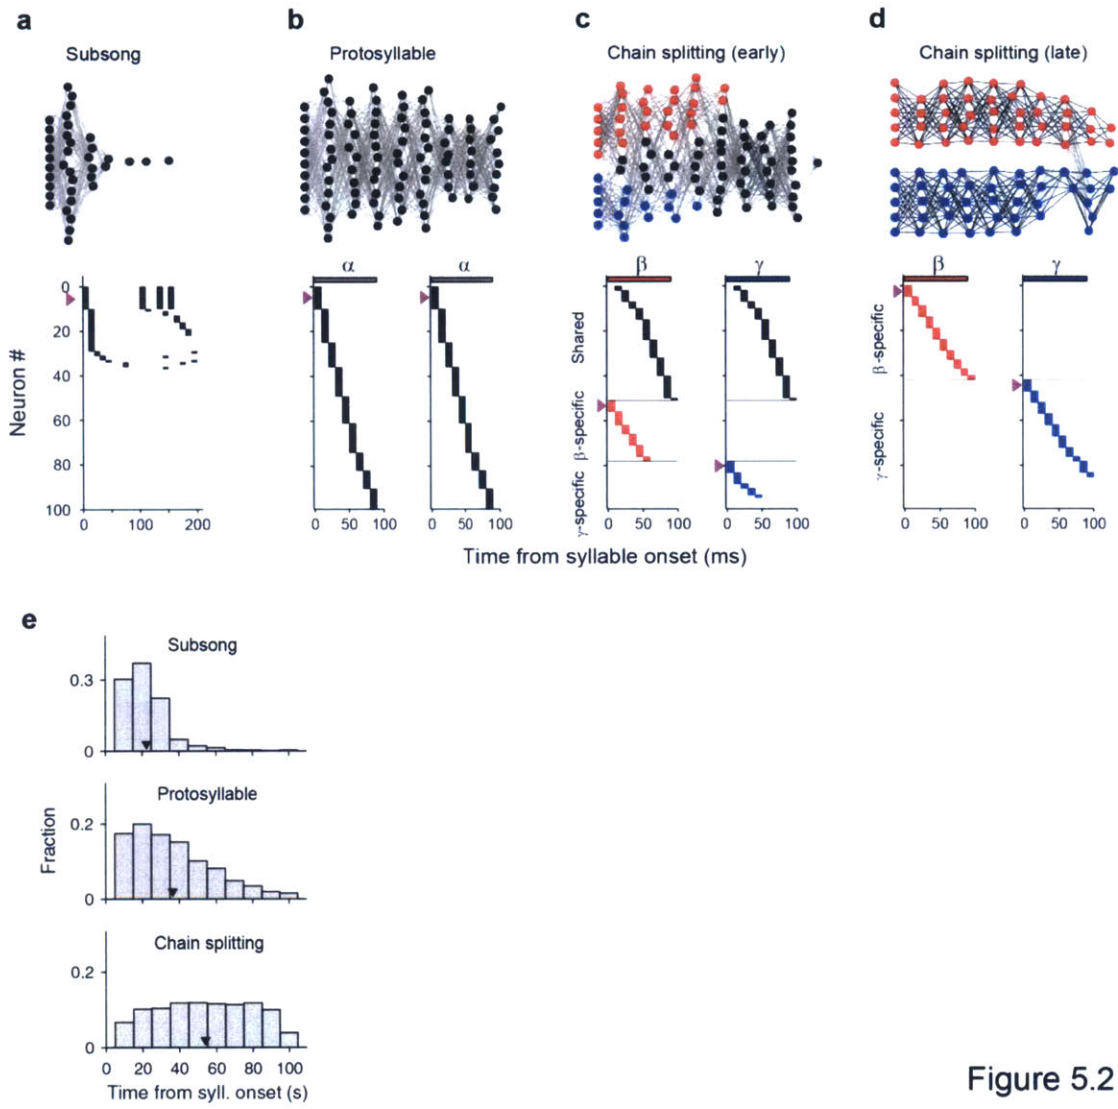 a
Subsong
b
Protosyllable
c
Chain splitting (early)
d
Chain splitting (late)
α
α
β
γ
β
γ
Neuron #
0
20
40
60
80
100
Shared
β-specific
γ-specific
β-specific
γ-specific
0
100
200
0
50
100
0
50
100
0
50
100
0
50
100
0
50
100
0
50
100
Time from syllable onset (ms)
e
Subsong
0.3
0
Protosyllable
0.2
0
Fraction
Chain splitting
0.2
0
0
20
40
60
80
100
Time from syll. onset (s)
Figure 5.2